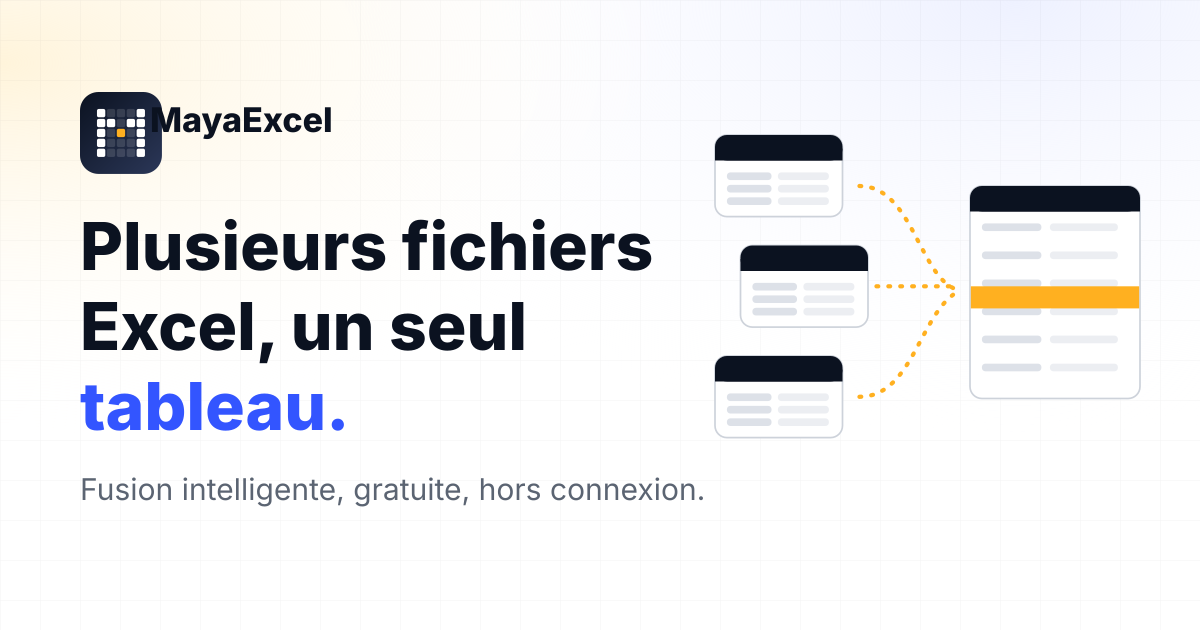 MayaExcel
Plusieurs fichiers
Excel, un seul
tableau.
Fusion intelligente, gratuite, hors connexion.